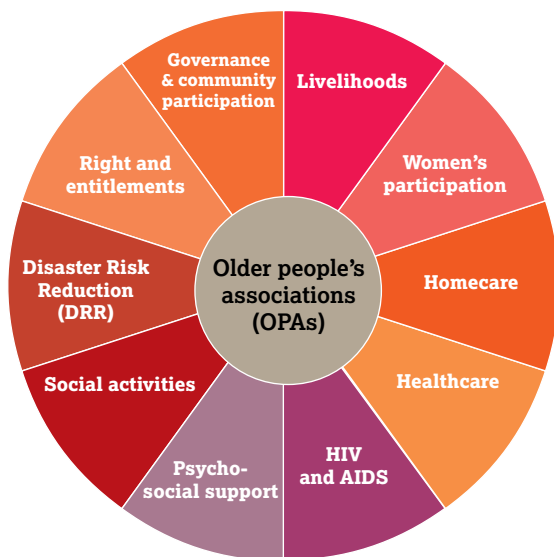 Governance
& community
participation
Livelihoods
Women's
participation
Homecare
Healthcare
HIV
and AIDS
Psycho-
social support
Social activities
Disaster Risk
Reduction
(DRR)
Right and
entitlements
Older people's
associations
(OPAs)